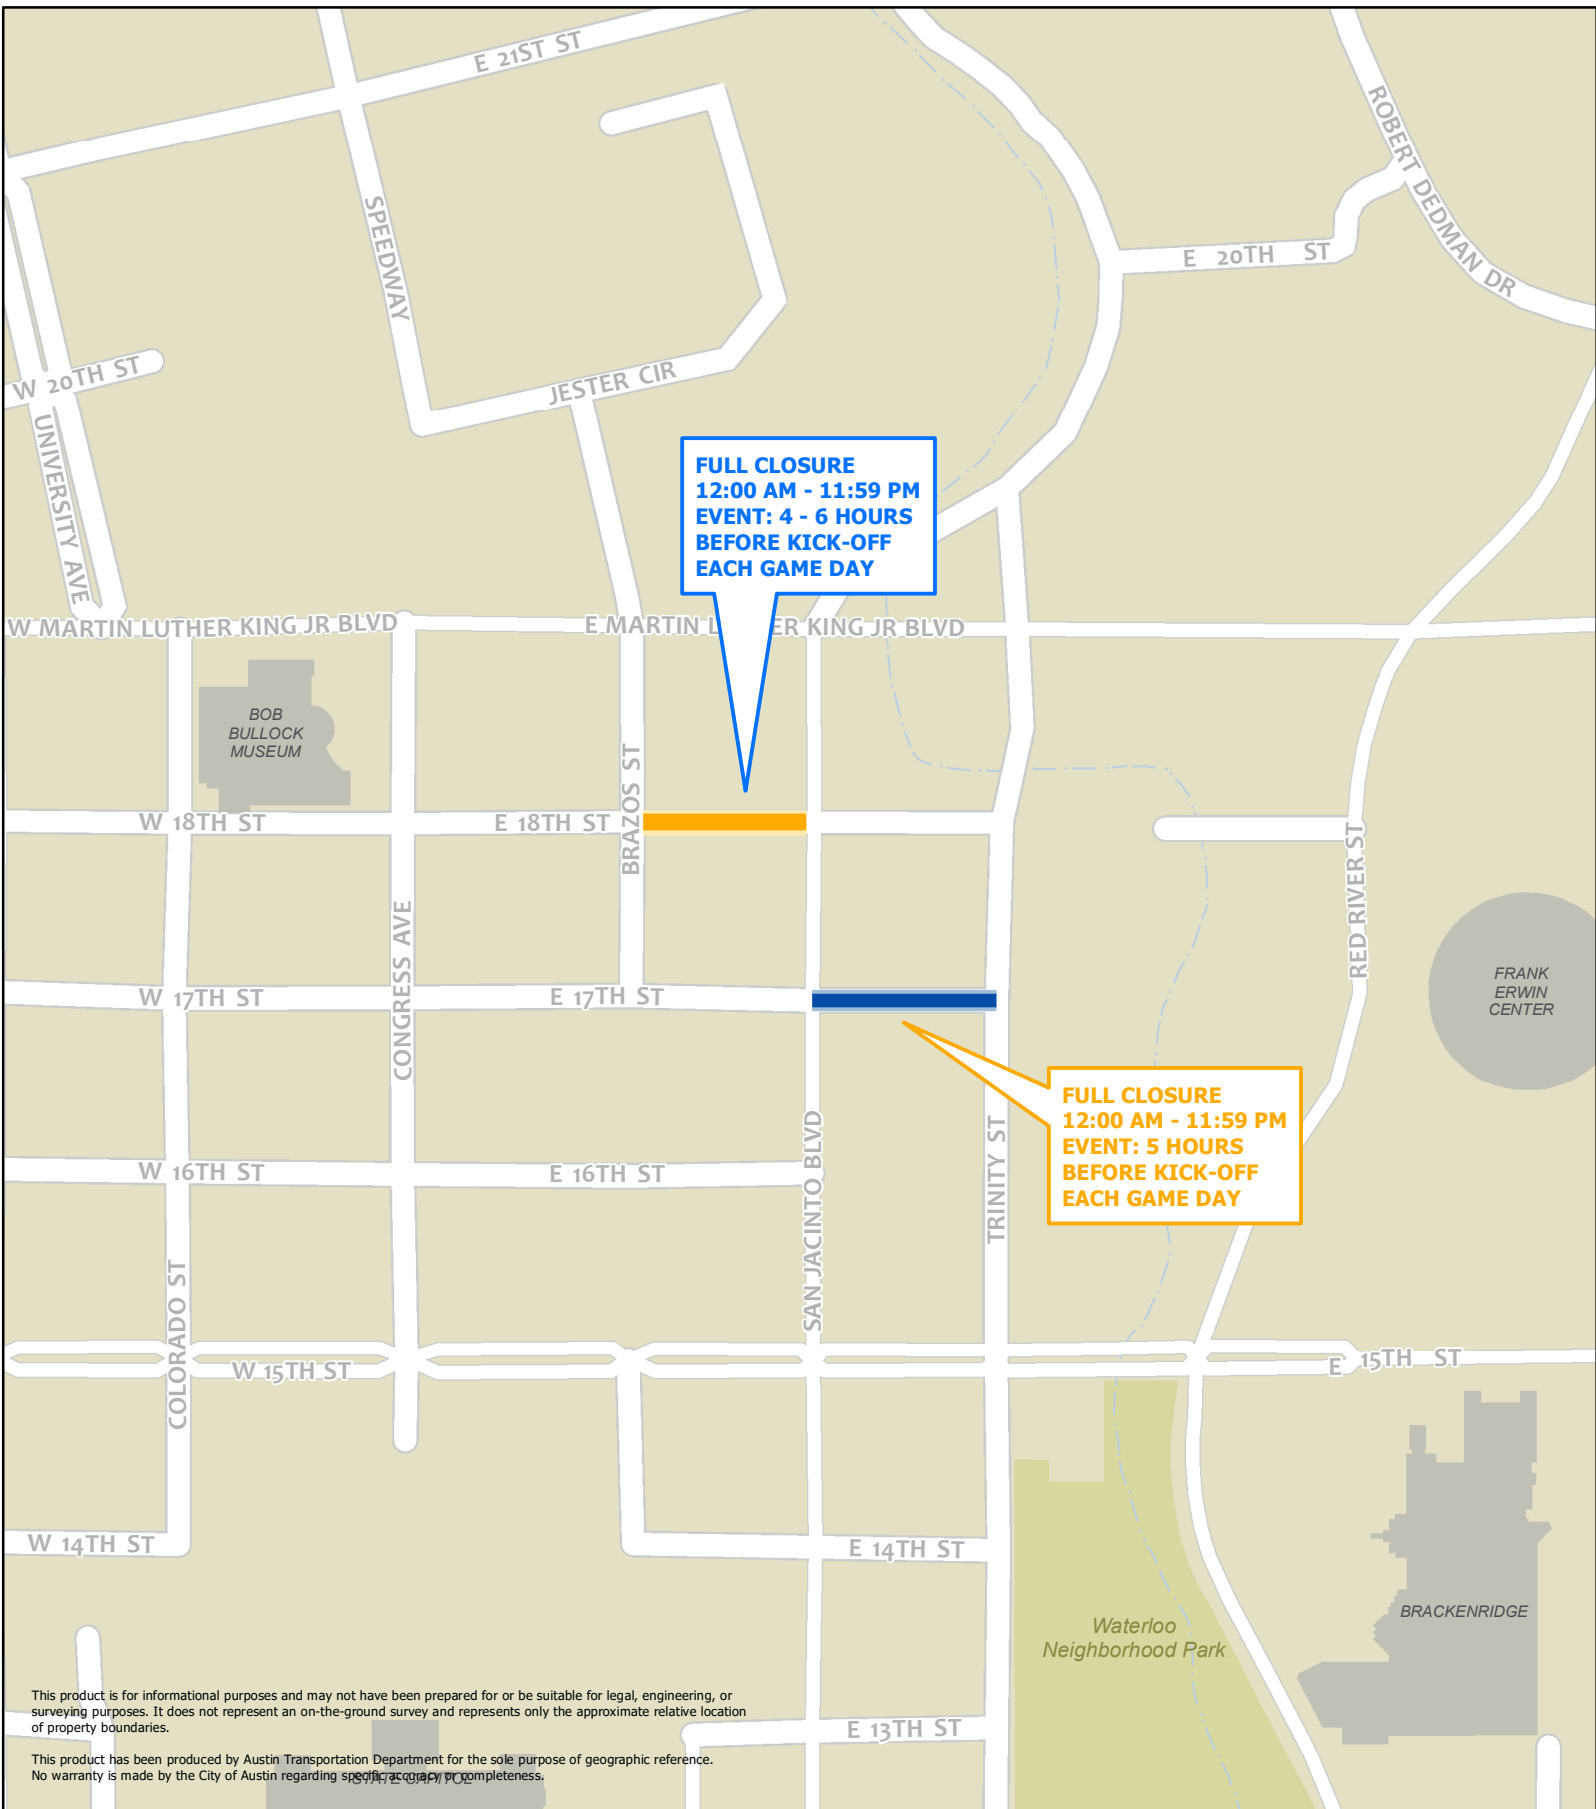 E 21ST ST
ROBERT DEDMAN DR
SPEEDWAY
E 20TH ST
W 20TH ST
JESTER CIR
UNIVERSITY AVE
FULL CLOSURE
12:00 AM - 11:59 PM
EVENT: 4 - 6 HOURS
BEFORE KICK-OFF
EACH GAME DAY
W MARTIN LUTHER KING JR BLVD
E MARTIN L ER KING JR BLVD
BOB
BULLOCK
MUSEUM
BRAZOS ST
W 18TH ST
E 18TH ST
RED RIVER ST
CONGRESS AVE
FRANK
ERWIN
CENTER
W 17TH ST
E 17TH ST
FULL CLOSURE
12:00 AM - 11:59 PM
EVENT: 5 HOURS
BEFORE KICK-OFF
EACH GAME DAY
SAN JACINTO BLVD
TRINITY ST
W 16TH ST
E 16TH ST
COLORADO ST
W 15TH ST
E 15TH ST
W 14TH ST
E 14TH ST
BRACKENRIDGE
Waterloo
Neighborhood Park
E 13TH ST
This product is for informational purposes and may not have been prepared for or be suitable for legal, engineering, or
surveying purposes. It does not represent an on-the-ground survey and represents only the approximate relative location
of property boundaries.
This product has been produced by Austin Transportation Department for the sole purpose of geographic reference.
No warranty is made by the City of Austin regarding specific accuracy or completeness.
STATE CAPITOL